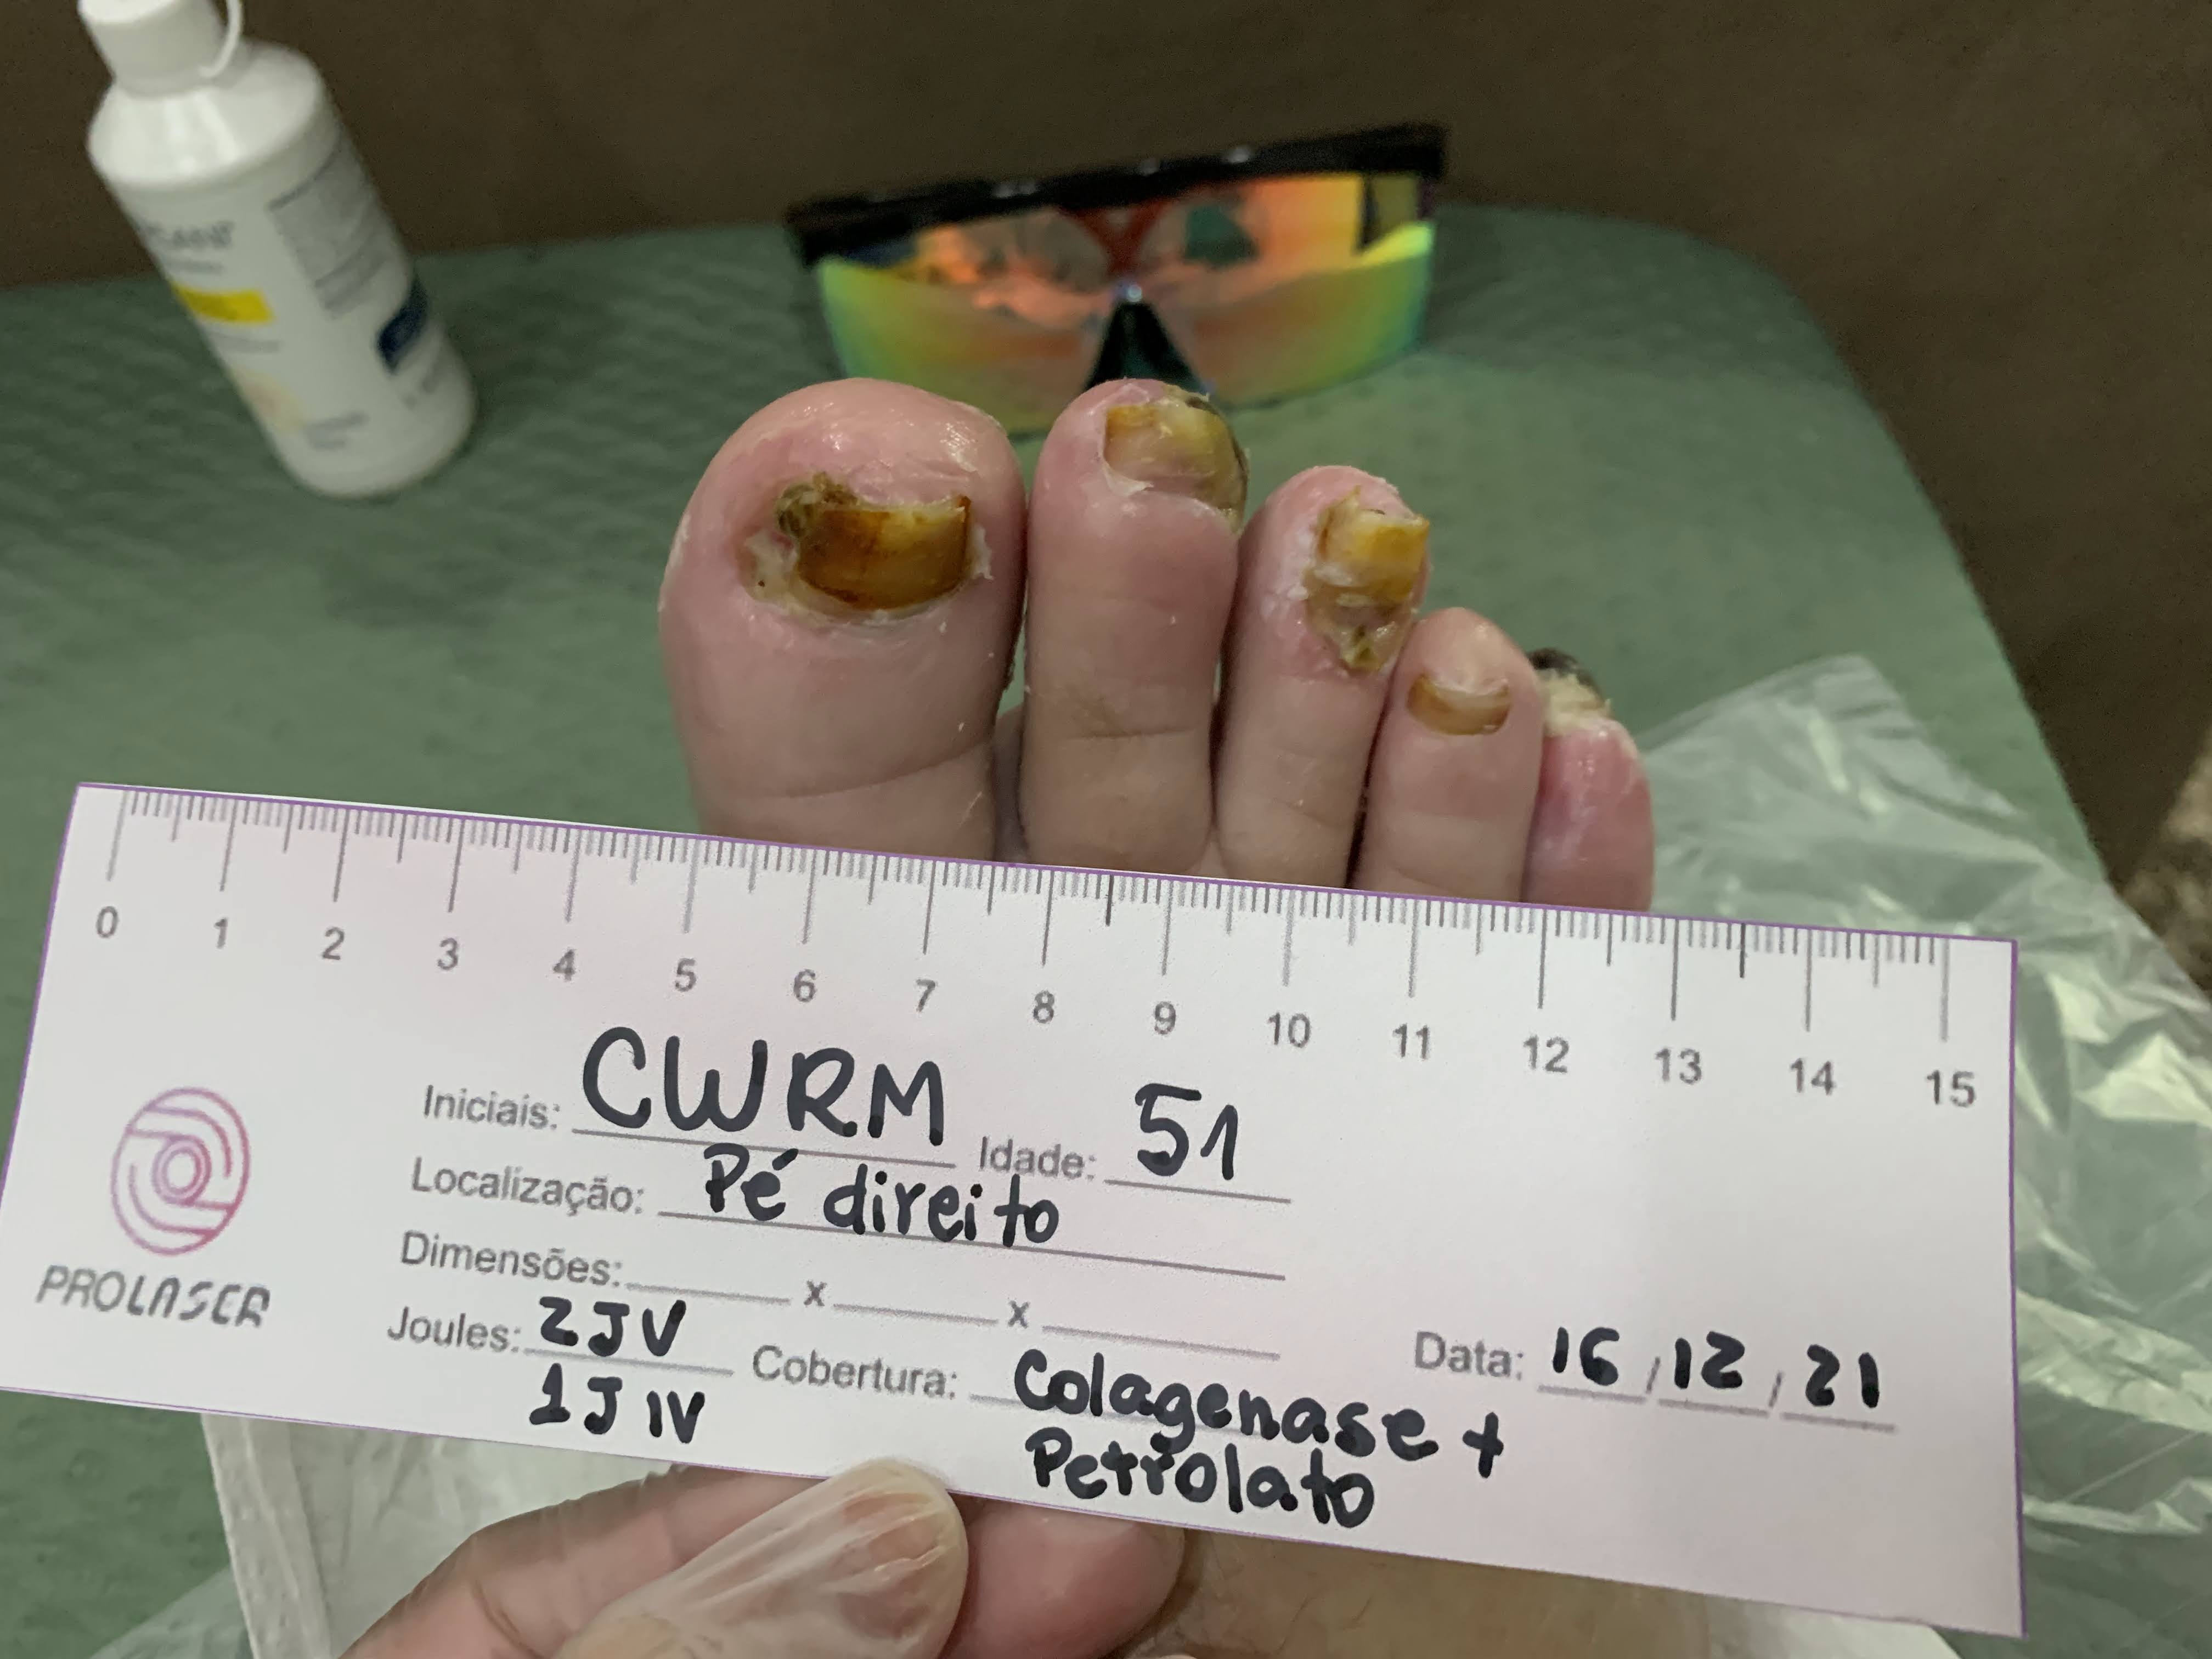 0 1 2 3 4 5 6 7 8 9 10 11 12 13 14 15
Iniciais: CWRM Idade: 51
Localização: Pé direito
Dimensões: x x
Joules: 2JV Cobertura: Colagenase + Data: 16/12/21
1J IV Petrolato
PROLASER